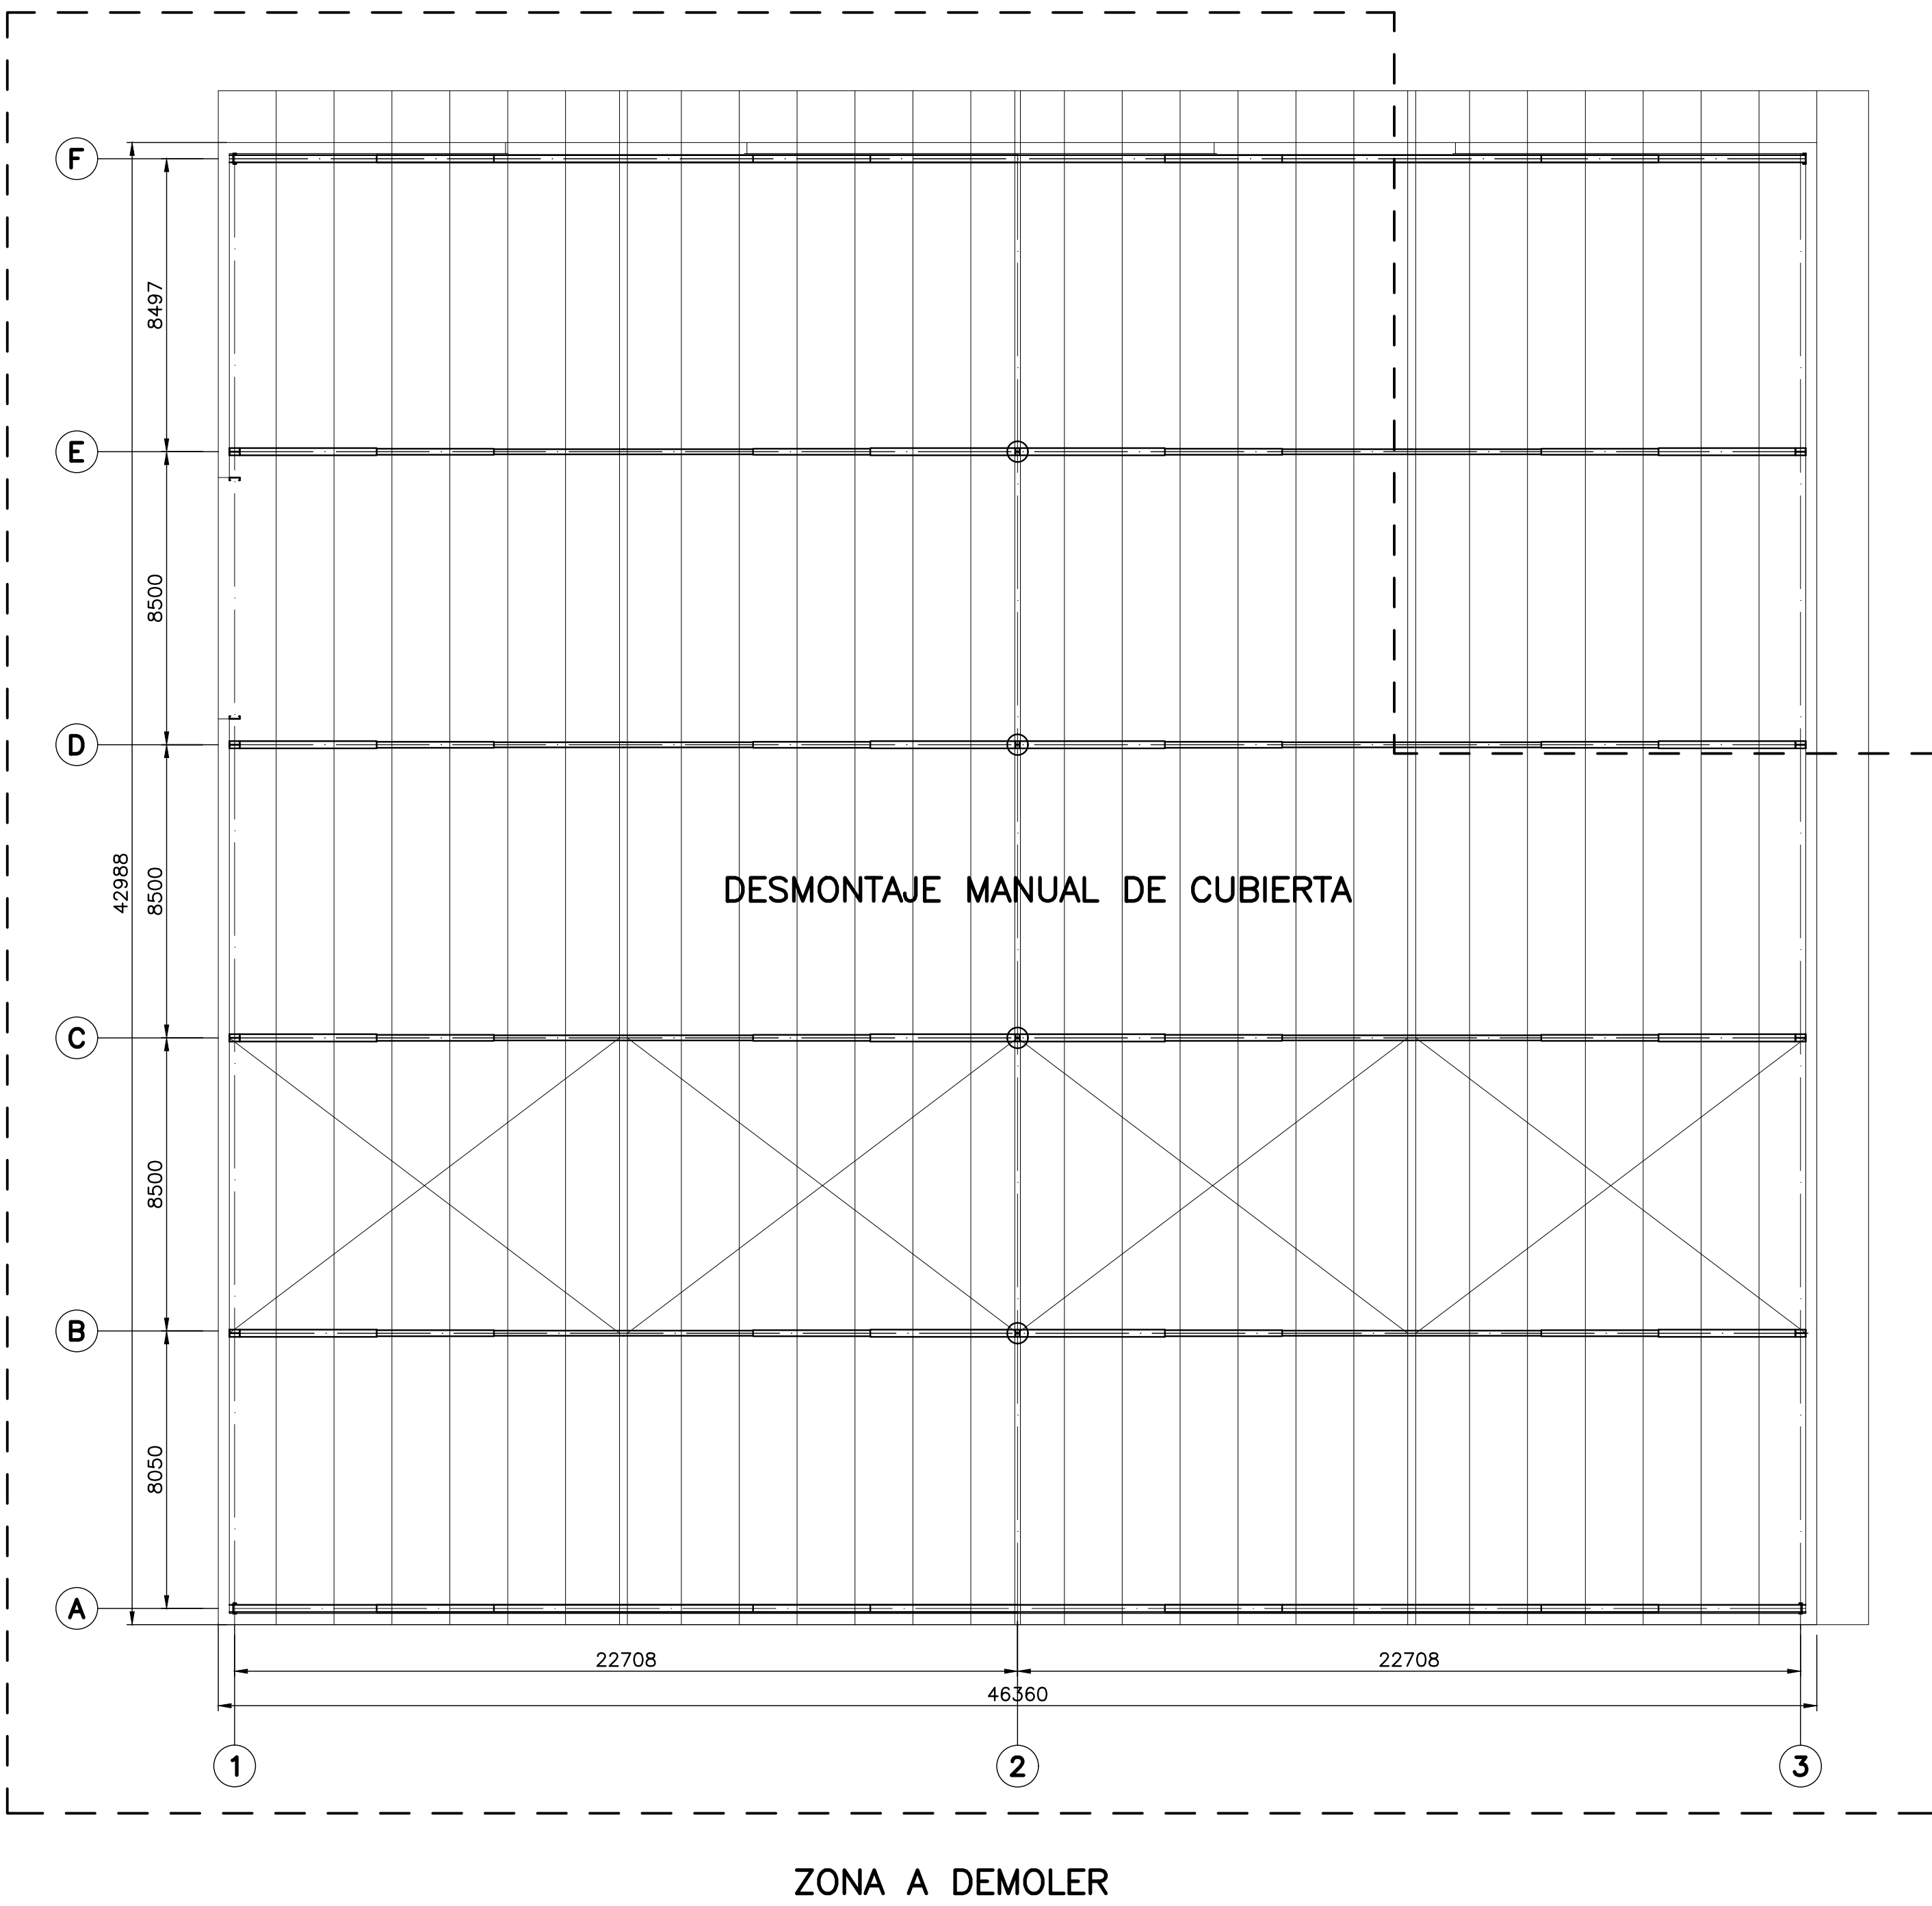 F
8497
E
8500
D
42988
8500
DESMONTAJE MANUAL DE CUBIERTA
C
8500
B
8050
A
22708
22708
46360
1
2
3
ZONA A DEMOLER